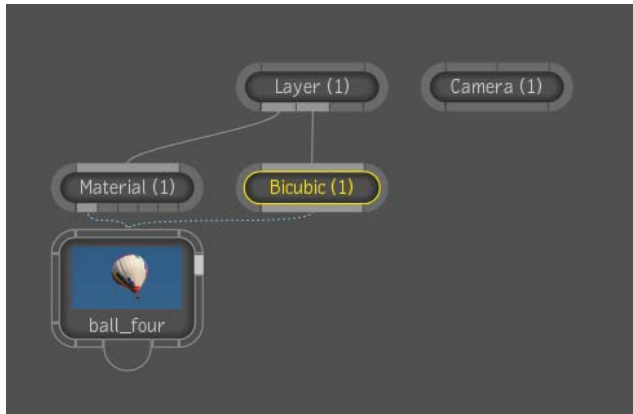 Layer (1)
Camera (1)
Material (1)
Bicubic (1)
ball_four